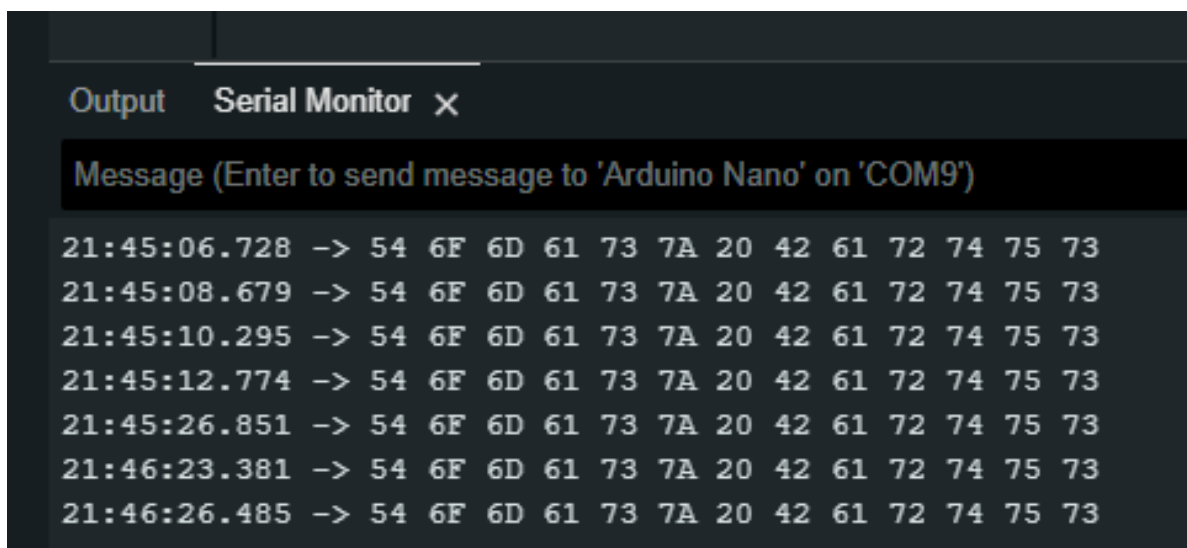 Output Serial Monitor ×
Message (Enter to send message to 'Arduino Nano' on 'COM9')
21:45:06.728 -> 54 6F 6D 61 73 7A 20 42 61 72 74 75 73
21:45:08.679 -> 54 6F 6D 61 73 7A 20 42 61 72 74 75 73
21:45:10.295 -> 54 6F 6D 61 73 7A 20 42 61 72 74 75 73
21:45:12.774 -> 54 6F 6D 61 73 7A 20 42 61 72 74 75 73
21:45:26.851 -> 54 6F 6D 61 73 7A 20 42 61 72 74 75 73
21:46:23.381 -> 54 6F 6D 61 73 7A 20 42 61 72 74 75 73
21:46:26.485 -> 54 6F 6D 61 73 7A 20 42 61 72 74 75 73